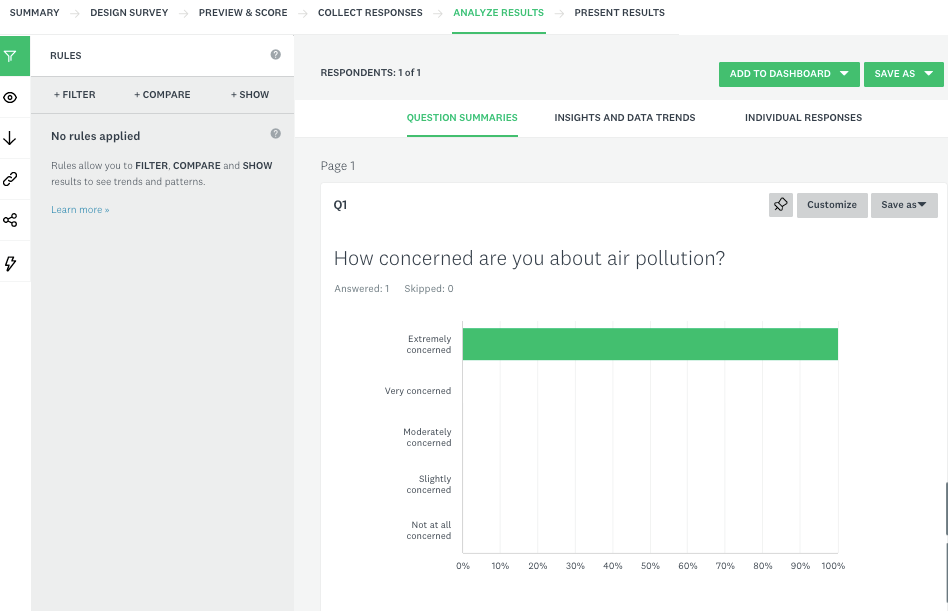 SUMMARY → DESIGN SURVEY → PREVIEW & SCORE → COLLECT RESPONSES → ANALYZE RESULTS → PRESENT RESULTS
RULES
+ FILTER + COMPARE + SHOW
No rules applied
Rules allow you to FILTER, COMPARE and SHOW
results to see trends and patterns.
Learn more »
RESPONDENTS: 1 of 1
ADD TO DASHBOARD
SAVE AS
QUESTION SUMMARIES
INSIGHTS AND DATA TRENDS
INDIVIDUAL RESPONSES
Page 1
Q1
Customize
Save as
How concerned are you about air pollution?
Answered: 1 Skipped: 0
Extremely
concerned
Very concerned
Moderately
concerned
Slightly
concerned
Not at all
concerned
0% 10% 20% 30% 40% 50% 60% 70% 80% 90% 100%